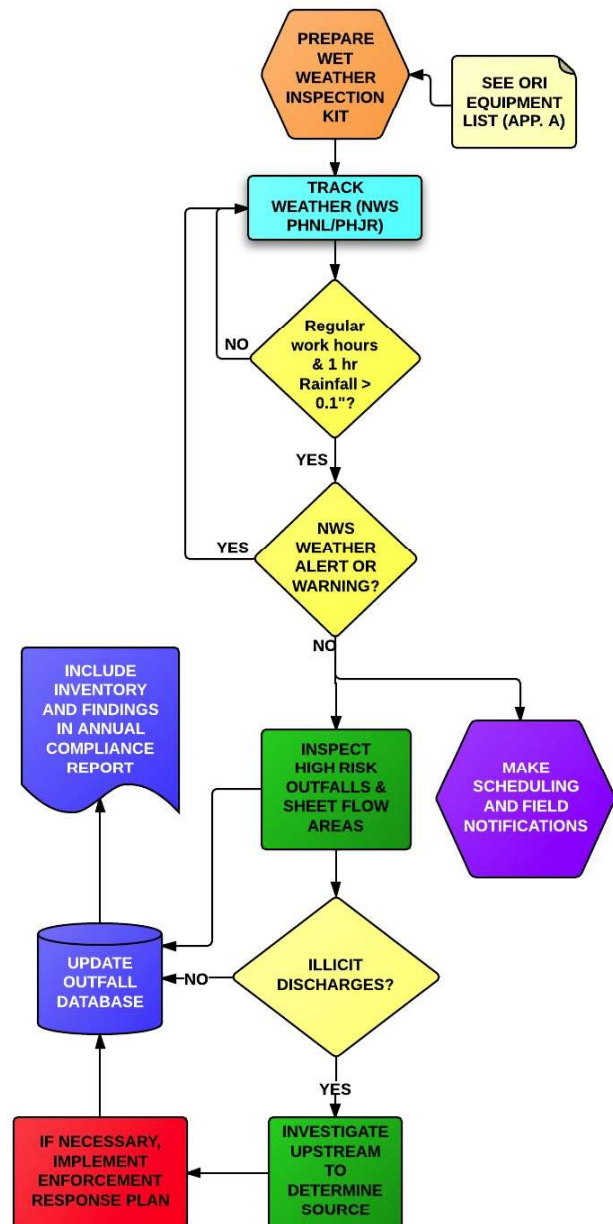 PREPARE
WET
WEATHER
INSPECTION
KIT
SEE ORI
EQUIPMENT
LIST (APP. A)
TRACK
WEATHER (NWS
PHNL/PHJR)
Regular
work hours
& 1 hr
Rainfall >
0.1"?
NO
YES
NWS
WEATHER
ALERT OR
WARNING?
YES
NO
INCLUDE
INVENTORY
AND FINDINGS
IN ANNUAL
COMPLIANCE
REPORT
INSPECT
HIGH RISK
OUTFALLS &
SHEET FLOW
AREAS
MAKE
SCHEDULING
AND FIELD
NOTIFICATIONS
UPDATE
OUTFALL
DATABASE
NO
ILLICIT
DISCHARGES?
YES
IF NECESSARY,
IMPLEMENT
ENFORCEMENT
RESPONSE PLAN
INVESTIGATE
UPSTREAM
TO
DETERMINE
SOURCE